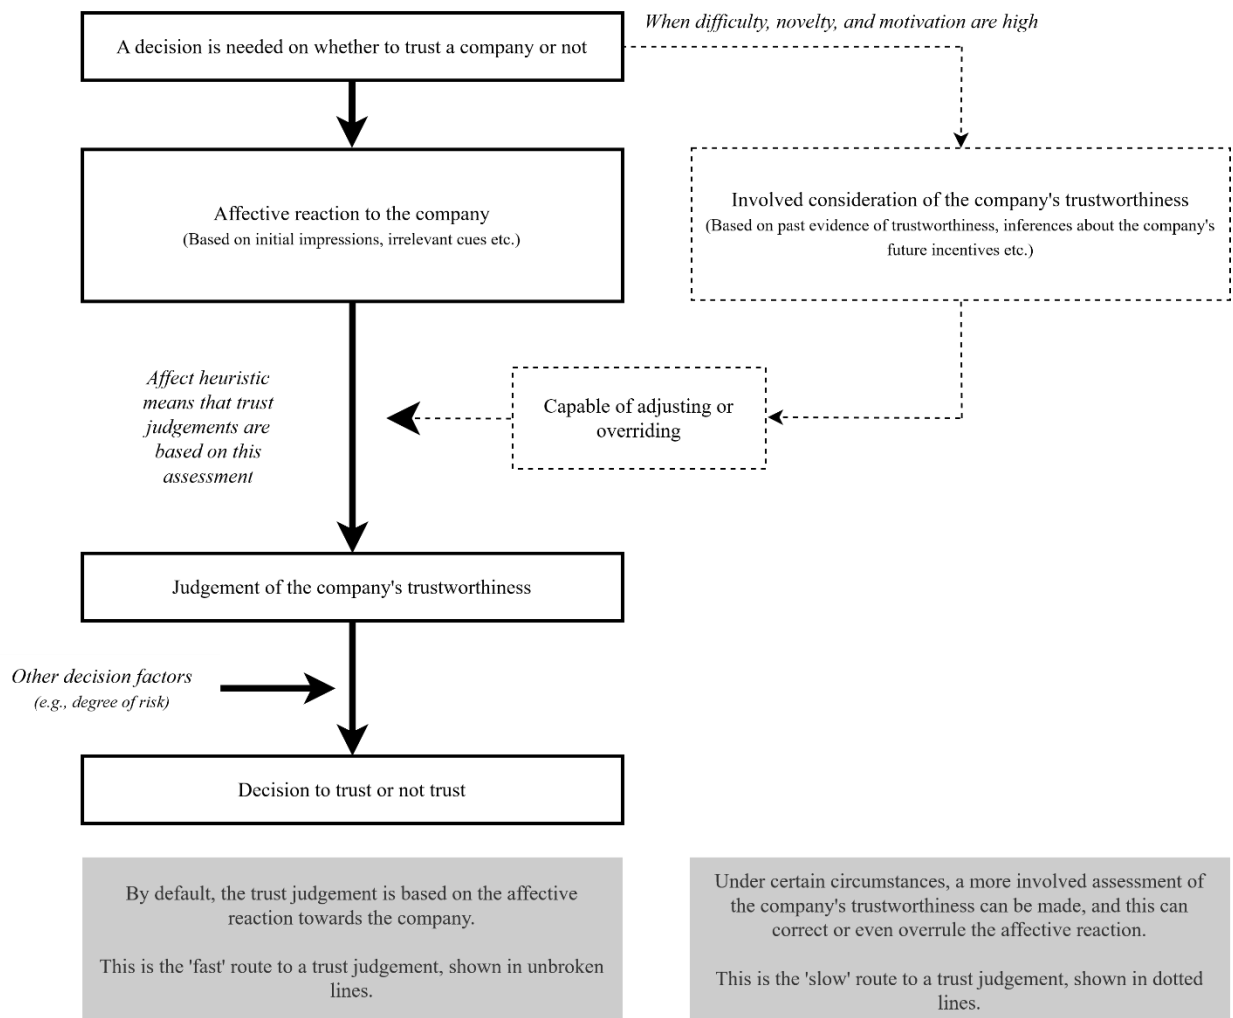 When difficulty, novelty, and motivation are high
A decision is needed on whether to trust a company or not
Affective reaction to the company
(Based on initial impressions, irrelevant cues etc.)
Involved consideration of the company's trustworthiness
(Based on past evidence of trustworthiness, inferences about the company's
future incentives etc.)
Affect heuristic
means that trust
judgements are
based on this
assessment
Capable of adjusting or
overriding
Judgement of the company's trustworthiness
Other decision factors
(e.g., degree of risk)
Decision to trust or not trust
By default, the trust judgement is based on the affective
reaction towards the company.
This is the 'fast' route to a trust judgement, shown in unbroken
lines.
Under certain circumstances, a more involved assessment of
the company's trustworthiness can be made, and this can
correct or even overrule the affective reaction.
This is the 'slow' route to a trust judgement, shown in dotted
lines.